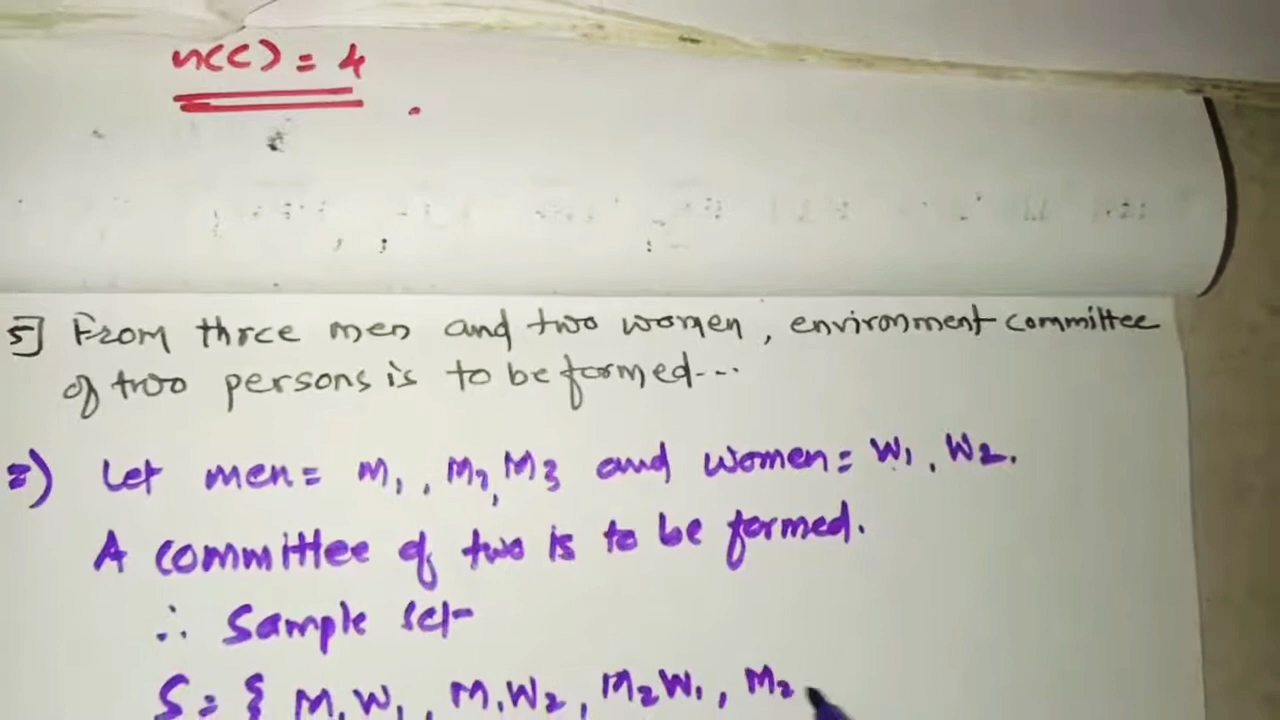 n(C) = 4 .
5] From three men and two women, environment committee
of two persons is to be formed...
⇒) Let men = M₁, M₂, M₃ and women = W₁, W₂.
A committee of two is to be formed.
∴ Sample set
S = { M₁W₁, M₁W₂, M₂W₁, M₂